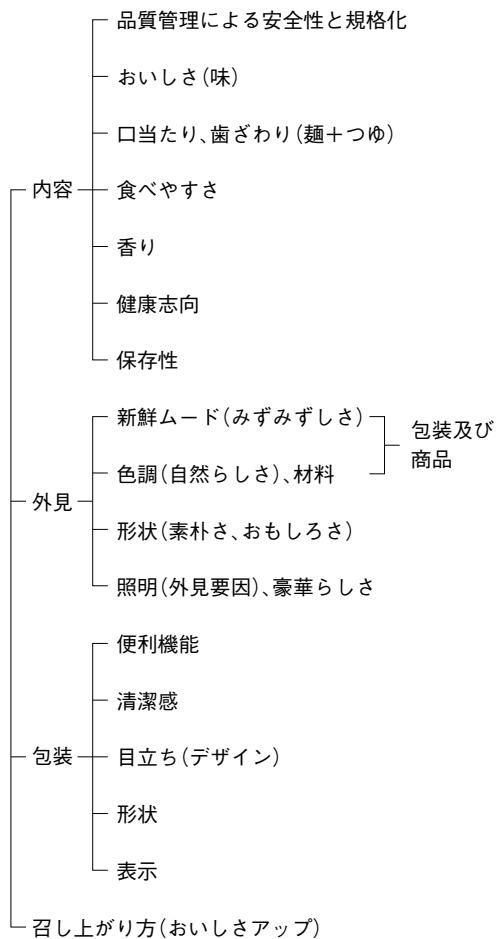 品質管理による安全性と規格化
おいしさ(味)
口当たり、歯ざわり(麺＋つゆ)
内容
食べやすさ
香り
健康志向
保存性
新鮮ムード(みずみずしさ)
包装及び
商品
色調(自然らしさ)、材料
外見
形状(素朴さ、おもしろさ)
照明(外見要因)、豪華らしさ
便利機能
清潔感
包装
目立ち(デザイン)
形状
表示
召し上がり方(おいしさアップ)